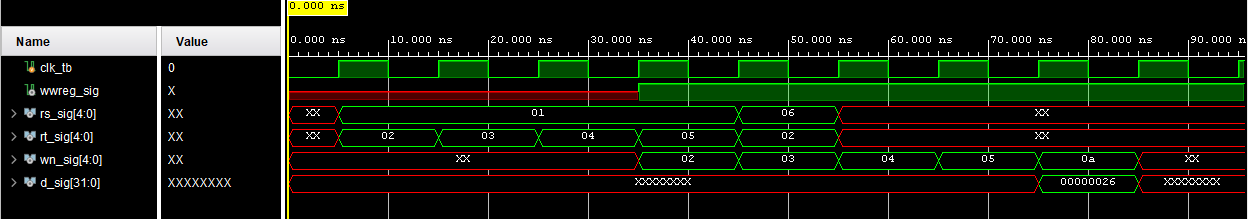 0.000 ns
Name Value
0.000 ns 10.000 ns 20.000 ns 30.000 ns 40.000 ns 50.000 ns 60.000 ns 70.000 ns 80.000 ns 90.000 ns
clk_tb 0
wwreg_sig X
rs_sig[4:0] XX XX 01 06 XX
rt_sig[4:0] XX XX 02 03 04 05 02 XX
wn_sig[4:0] XX XX 02 03 04 05 0a XX
d_sig[31:0] XXXXXXXX XXXXXXXX 00000026 XXXXXXXX